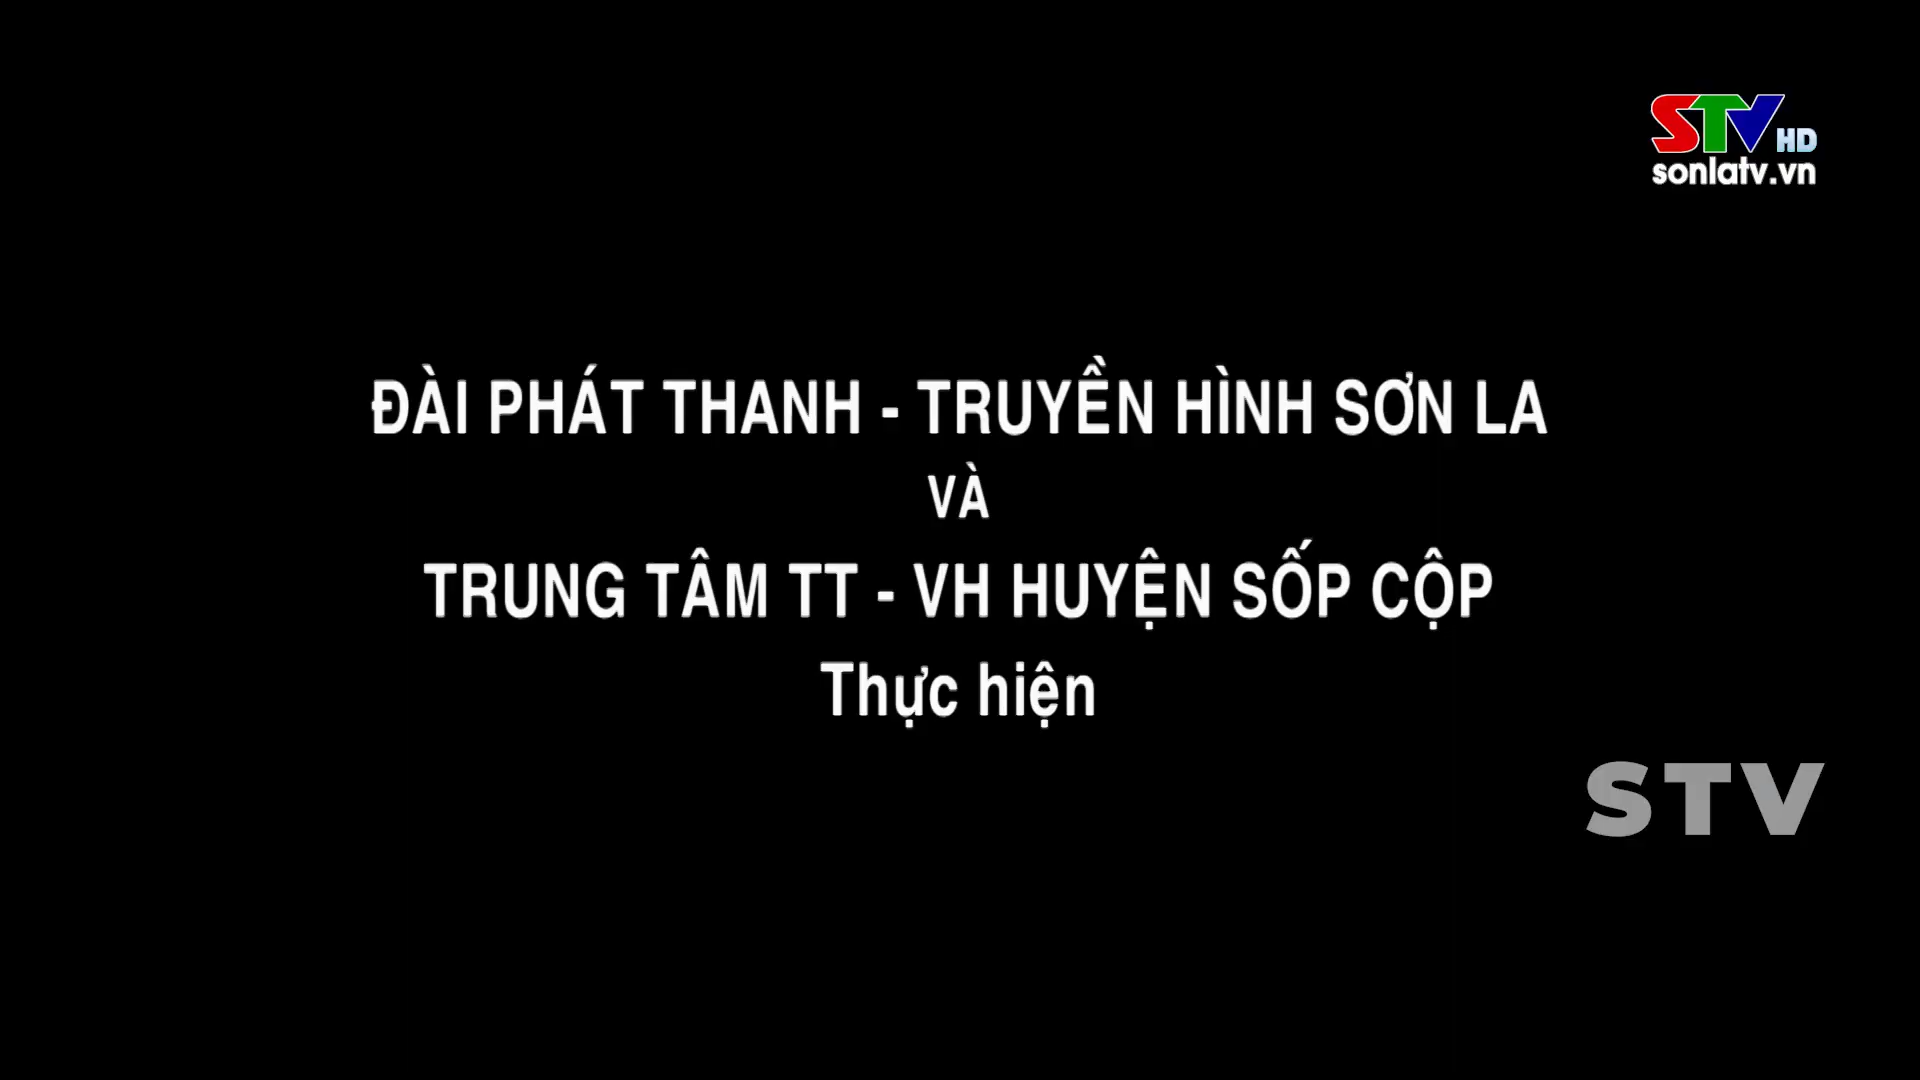 STV HD
sonlatv.vn
ĐÀI PHÁT THANH - TRUYỀN HÌNH SƠN LA
VÀ
TRUNG TÂM TT - VH HUYỆN SỐP CỘP
Thực hiện
STV